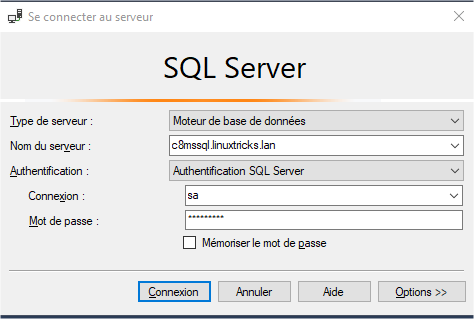 Se connecter au serveur
SQL Server
Type de serveur :
Moteur de base de données
Nom du serveur :
c8mssql.linuxtricks.lan
Authentification :
Authentification SQL Server
Connexion :
sa
Mot de passe :
*********
Mémoriser le mot de passe
Connexion
Annuler
Aide
Options >>